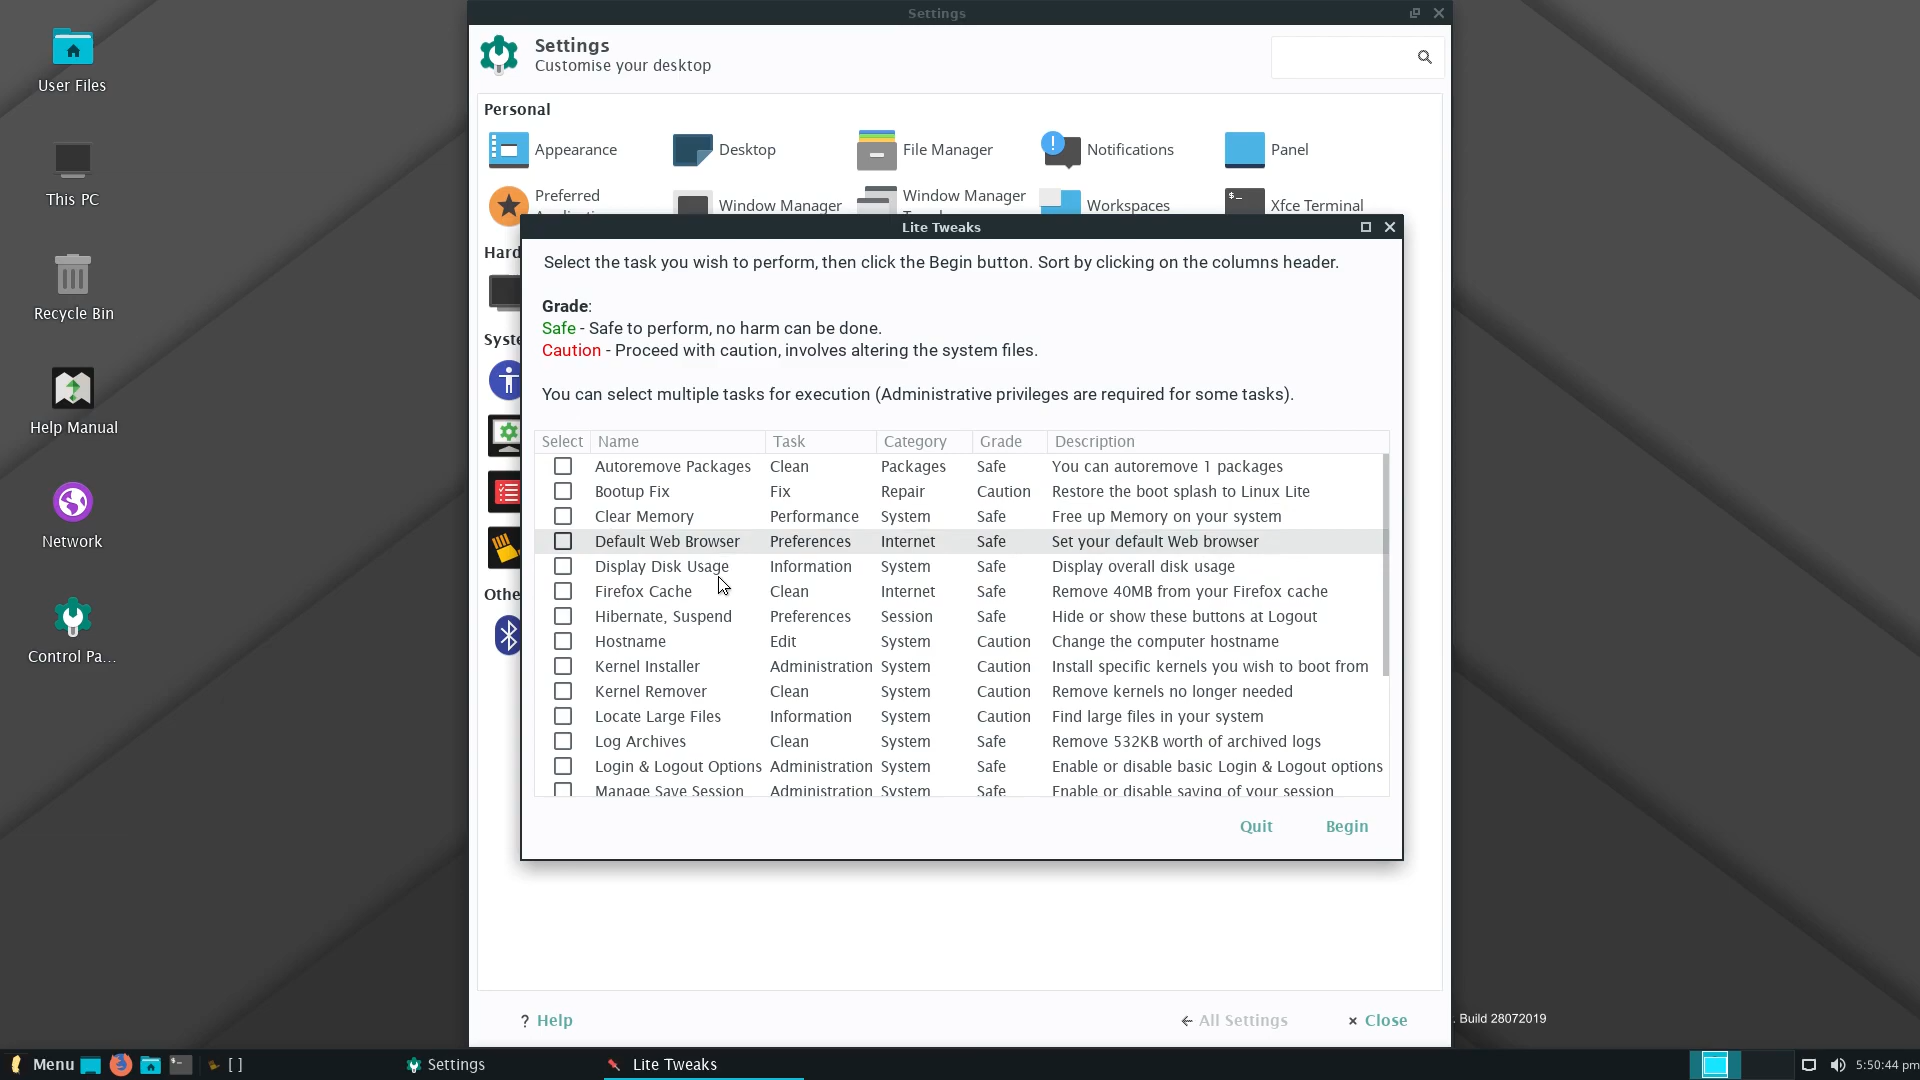 Settings
Settings
Customise your desktop
Personal
Appearance
Desktop
File Manager
Notifications
Panel
Preferred
Window Manager
Window Manager
Workspaces
Xfce Terminal
$_
User Files
This PC
Recycle Bin
Help Manual
Network
Control Pa...
Hard
Syste
Othe
Lite Tweaks
Select the task you wish to perform, then click the Begin button. Sort by clicking on the columns header.
Grade:
Safe - Safe to perform, no harm can be done.
Caution - Proceed with caution, involves altering the system files.
You can select multiple tasks for execution (Administrative privileges are required for some tasks).
Select Name Task Category Grade Description
Autoremove Packages Clean Packages Safe You can autoremove 1 packages
Bootup Fix Fix Repair Caution Restore the boot splash to Linux Lite
Clear Memory Performance System Safe Free up Memory on your system
Default Web Browser Preferences Internet Safe Set your default Web browser
Display Disk Usage Information System Safe Display overall disk usage
Firefox Cache Clean Internet Safe Remove 40MB from your Firefox cache
Hibernate, Suspend Preferences Session Safe Hide or show these buttons at Logout
Hostname Edit System Caution Change the computer hostname
Kernel Installer Administration System Caution Install specific kernels you wish to boot from
Kernel Remover Clean System Caution Remove kernels no longer needed
Locate Large Files Information System Caution Find large files in your system
Log Archives Clean System Safe Remove 532KB worth of archived logs
Login & Logout Options Administration System Safe Enable or disable basic Login & Logout options
Manage Save Session Administration System Safe Enable or disable saving of your session
Quit Begin
? Help
← All Settings
× Close
. Build 28072019
Menu
[ ]
Settings
Lite Tweaks
5:50:44 pm